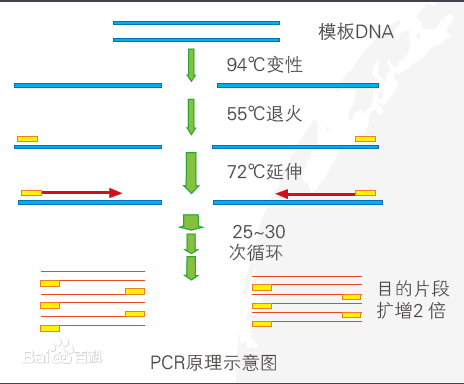 模板DNA
94℃变性
55℃退火
72℃延伸
25~30
次循环
目的片段
扩增2 倍
Baidu百科
PCR原理示意图